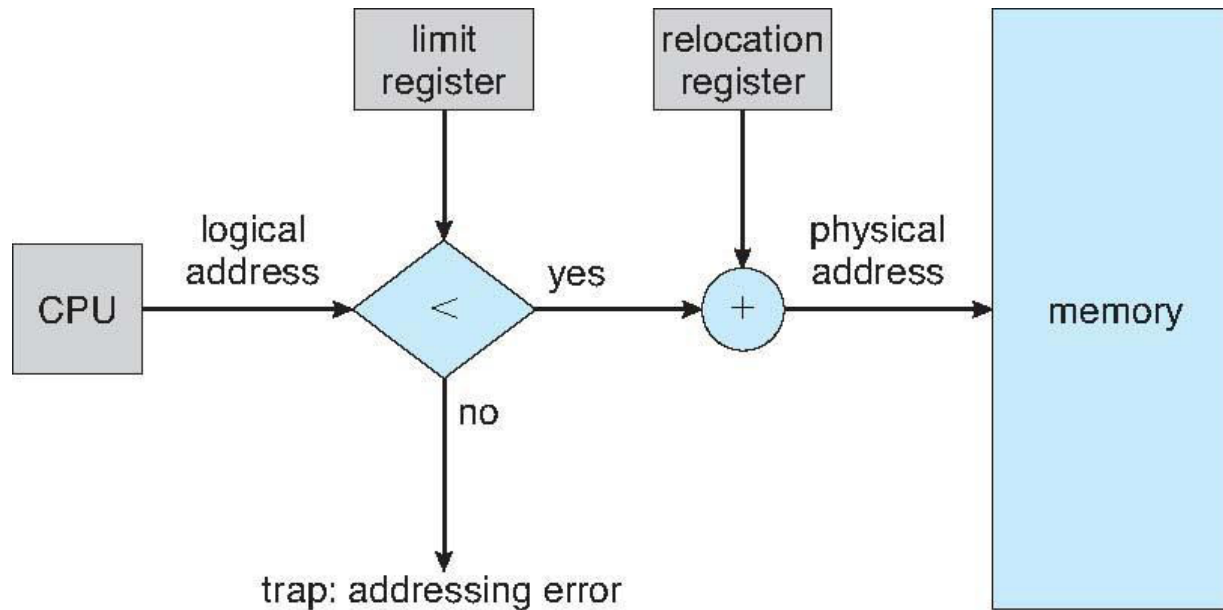 limit
register
relocation
register
logical
address
physical
address
CPU
<
yes
+
memory
no
trap: addressing error